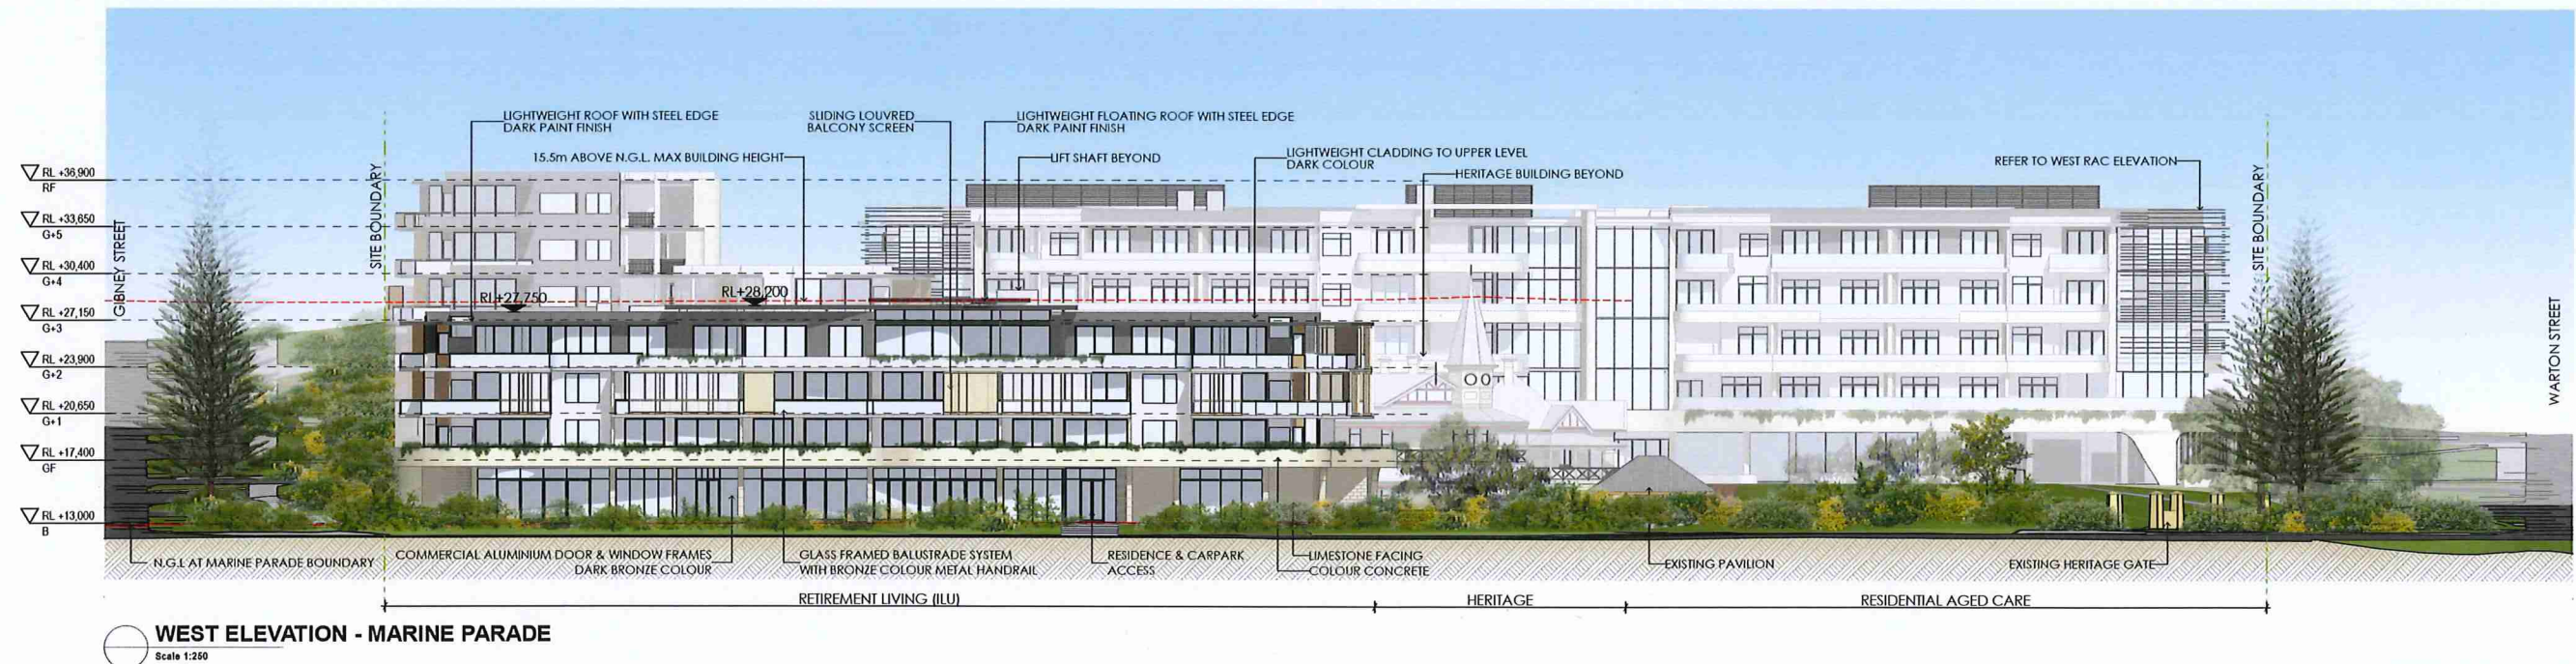 LIGHTWEIGHT ROOF WITH STEEL EDGE
DARK PAINT FINISH
SLIDING LOUVRED
BALCONY SCREEN
LIGHTWEIGHT FLOATING ROOF WITH STEEL EDGE
DARK PAINT FINISH
15.5m ABOVE N.G.L. MAX BUILDING HEIGHT
LIFT SHAFT BEYOND
LIGHTWEIGHT CLADDING TO UPPER LEVEL
DARK COLOUR
HERITAGE BUILDING BEYOND
REFER TO WEST RAC ELEVATION
RL +36,900
RF
RL +33,650
G+5
RL +30,400
G+4
RL +27,150
G+3
RL +23,900
G+2
RL +20,650
G+1
RL +17,400
GF
RL +13,000
B
GIBNEY STREET
SITE BOUNDARY
RL+27,750
RL+28,200
SITE BOUNDARY
WARTON STREET
N.G.L AT MARINE PARADE BOUNDARY
COMMERCIAL ALUMINIUM DOOR & WINDOW FRAMES
DARK BRONZE COLOUR
GLASS FRAMED BALUSTRADE SYSTEM
WITH BRONZE COLOUR METAL HANDRAIL
RESIDENCE & CARPARK
ACCESS
LIMESTONE FACING
COLOUR CONCRETE
EXISTING PAVILION
EXISTING HERITAGE GATE
RETIREMENT LIVING (ILU)
HERITAGE
RESIDENTIAL AGED CARE
WEST ELEVATION - MARINE PARADE
Scale 1:250